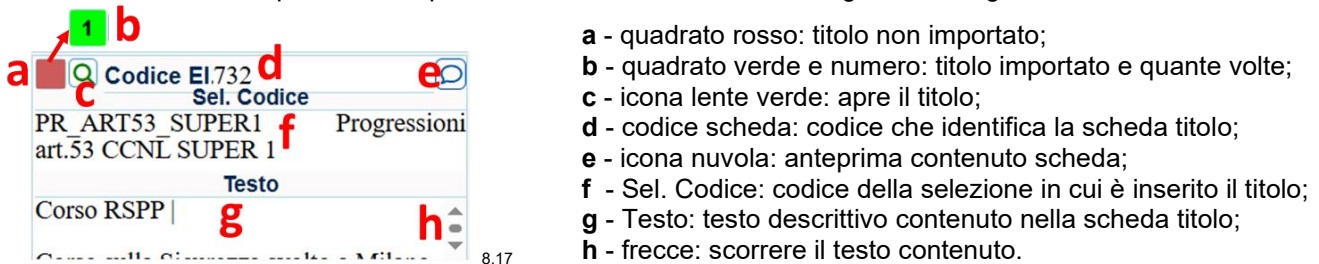 1 b
a Codice El.732 d e
c Sel. Codice
PR_ART53_SUPER1 f Progressioni
art.53 CCNL SUPER 1
Testo
Corso RSPP | g h
8.17
a - quadrato rosso: titolo non importato;
b - quadrato verde e numero: titolo importato e quante volte;
c - icona lente verde: apre il titolo;
d - codice scheda: codice che identifica la scheda titolo;
e - icona nuvola: anteprima contenuto scheda;
f - Sel. Codice: codice della selezione in cui è inserito il titolo;
g - Testo: testo descrittivo contenuto nella scheda titolo;
h - frecce: scorrere il testo contenuto.